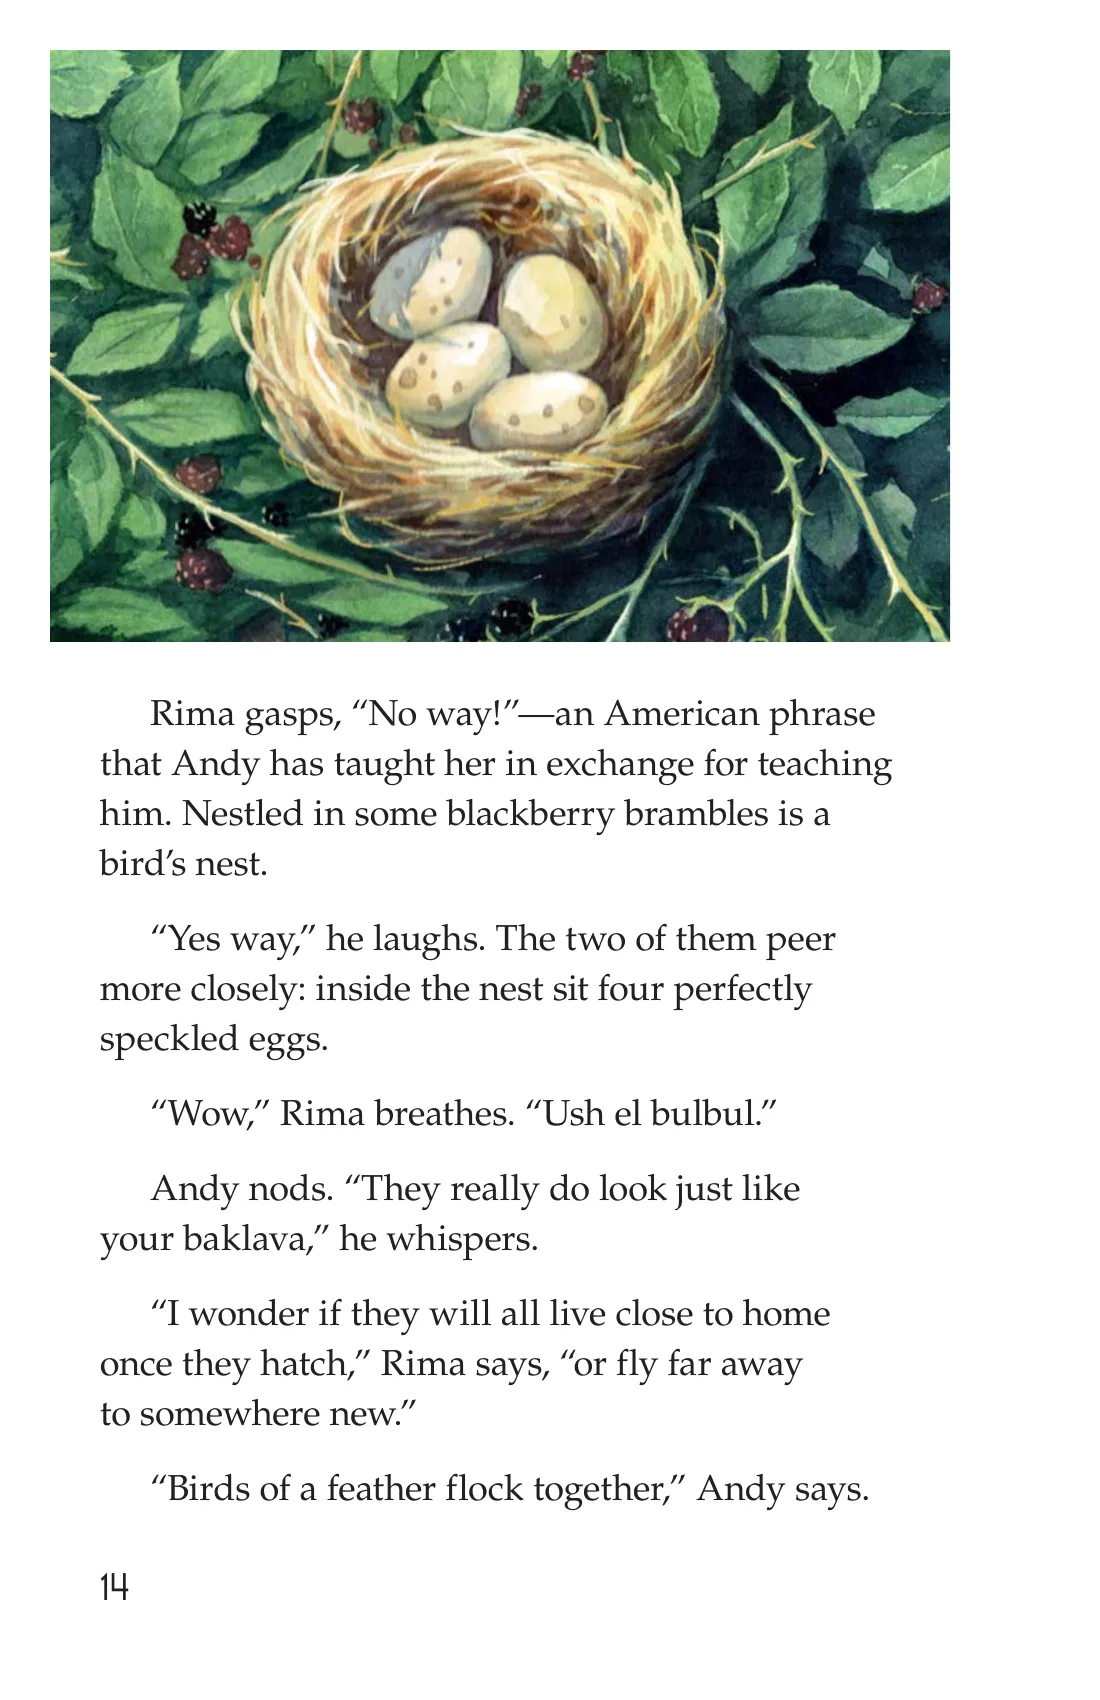 Rima gasps, “No way!”—an American phrase
that Andy has taught her in exchange for teaching
him. Nestled in some blackberry brambles is a
bird’s nest.
“Yes way,” he laughs. The two of them peer
more closely: inside the nest sit four perfectly
speckled eggs.
“Wow,” Rima breathes. “Ush el bulbul.”
Andy nods. “They really do look just like
your baklava,” he whispers.
“I wonder if they will all live close to home
once they hatch,” Rima says, “or fly far away
to somewhere new.”
“Birds of a feather flock together,” Andy says.
14